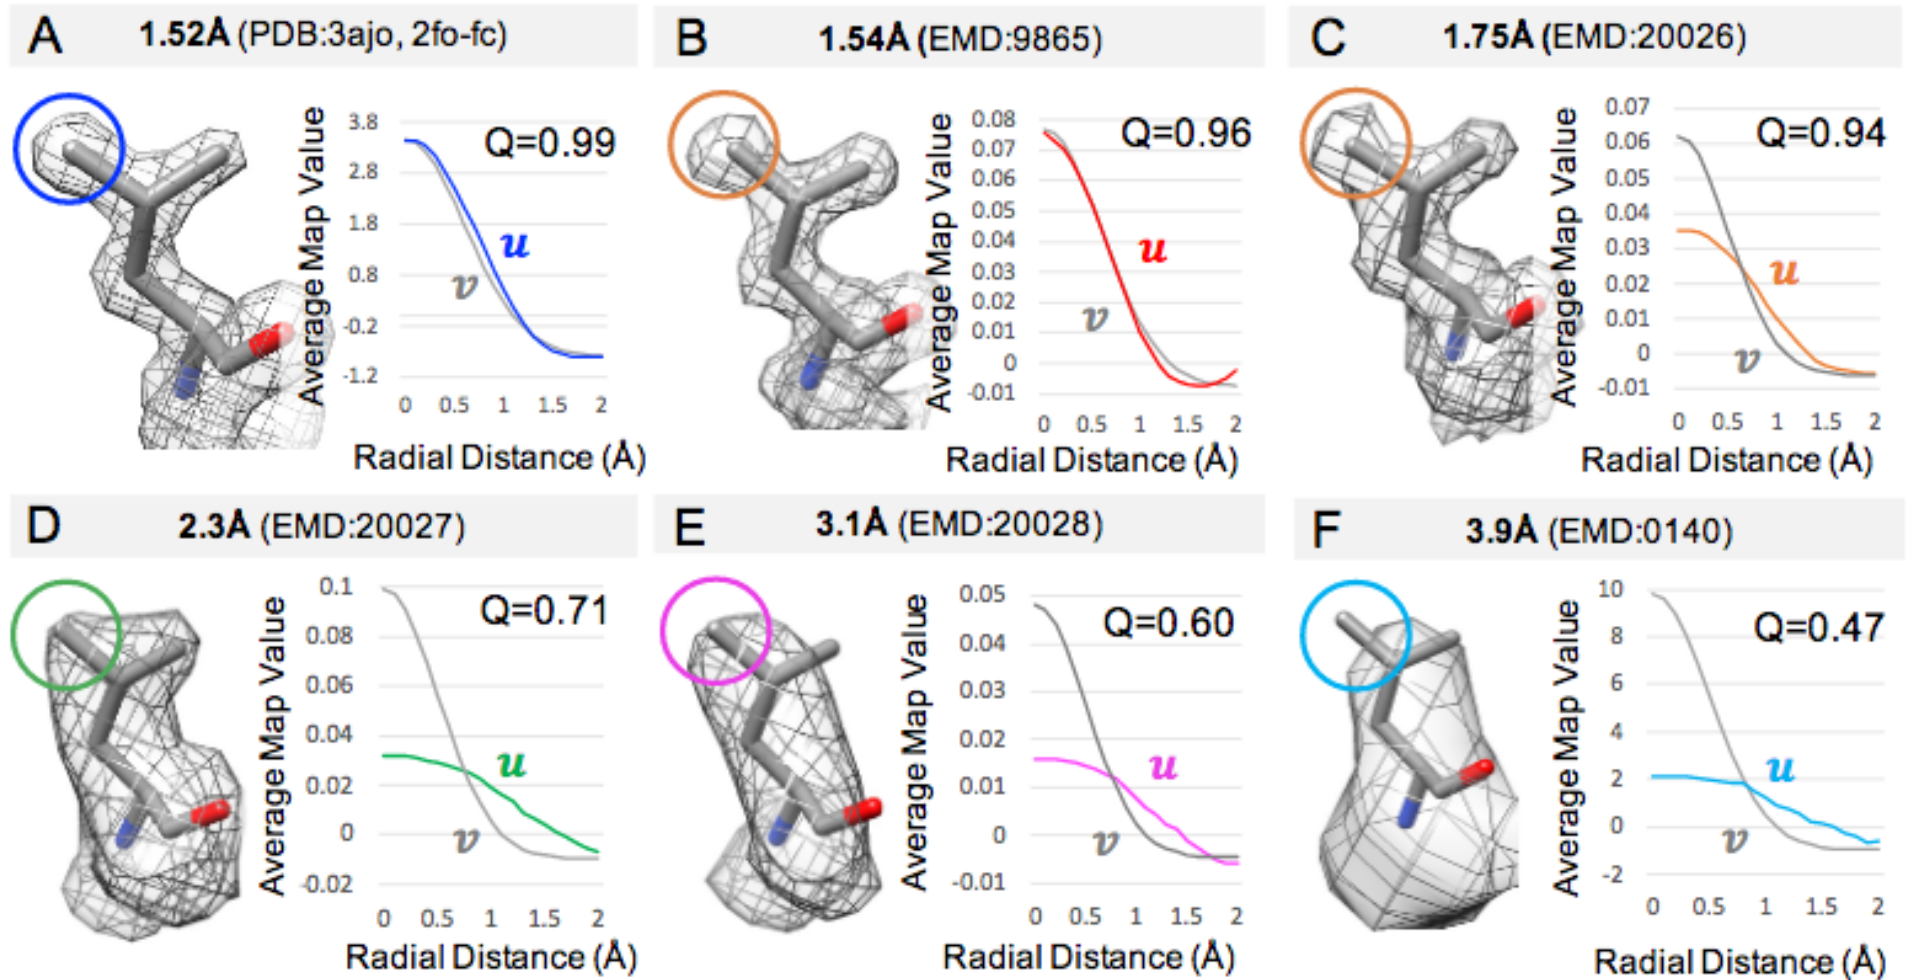 A 1.52Å (PDB:3ajo, 2fo-fc)
Average Map Value
3.8
2.8
1.8
0.8
-0.2
-1.2
Q=0.99
u
v
0 0.5 1 1.5 2
Radial Distance (Å)
B 1.54Å (EMD:9865)
Average Map Value
0.08
0.07
0.06
0.05
0.04
0.03
0.02
0.01
0
-0.01
Q=0.96
u
v
0 0.5 1 1.5 2
Radial Distance (Å)
C 1.75Å (EMD:20026)
Average Map Value
0.07
0.06
0.05
0.04
0.03
0.02
0.01
0
-0.01
Q=0.94
u
v
0 0.5 1 1.5 2
Radial Distance (Å)
D 2.3Å (EMD:20027)
Average Map Value
0.1
0.08
0.06
0.04
0.02
0
-0.02
Q=0.71
u
v
0 0.5 1 1.5 2
Radial Distance (Å)
E 3.1Å (EMD:20028)
Average Map Value
0.05
0.04
0.03
0.02
0.01
0
-0.01
Q=0.60
u
v
0 0.5 1 1.5 2
Radial Distance (Å)
F 3.9Å (EMD:0140)
Average Map Value
10
8
6
4
2
0
-2
Q=0.47
u
v
0 0.5 1 1.5 2
Radial Distance (Å)